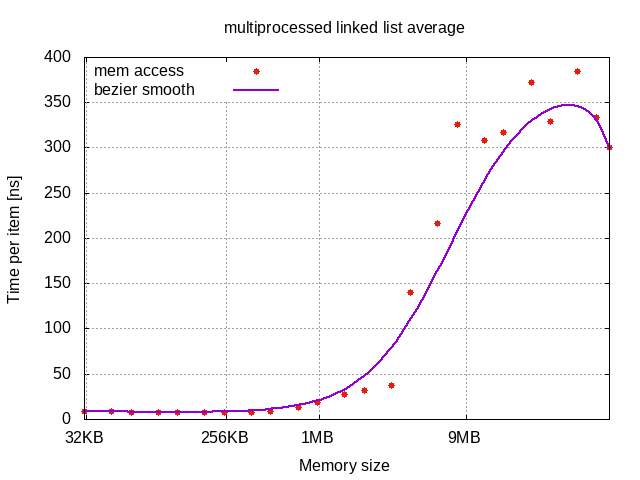 multiprocessed linked list average
400
350
300
250
200
150
100
50
0
mem access
bezier smooth
Time per item [ns]
32KB 256KB 1MB 9MB
Memory size